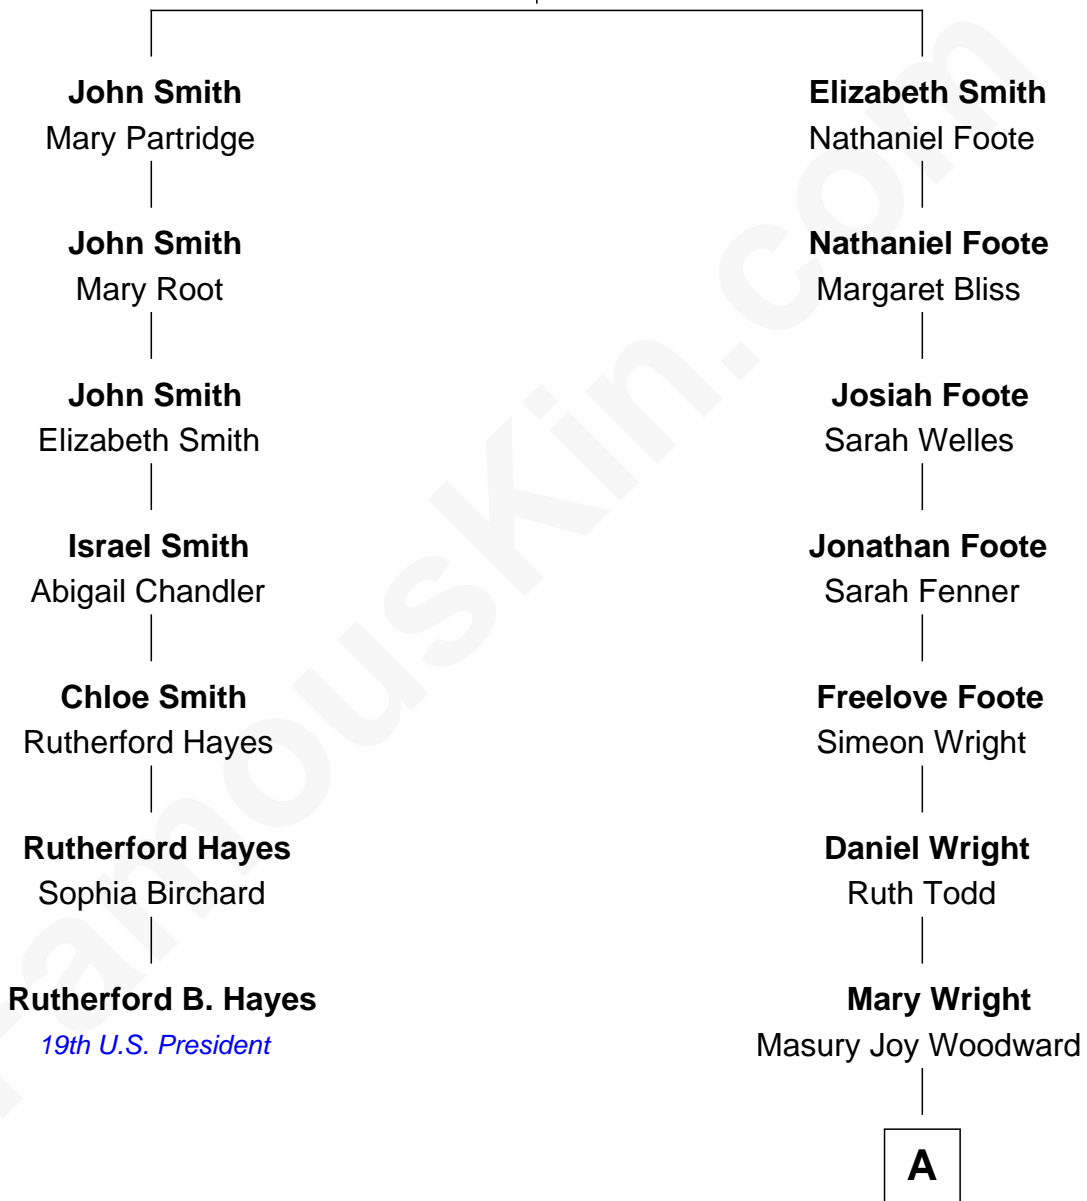 John Smith
Mary Partridge
John Smith
Mary Root
John Smith
Elizabeth Smith
Israel Smith
Abigail Chandler
Chloe Smith
Rutherford Hayes
Rutherford Hayes
Sophia Birchard
Rutherford B. Hayes
19th U.S. President
Elizabeth Smith
Nathaniel Foote
Nathaniel Foote
Margaret Bliss
Josiah Foote
Sarah Welles
Jonathan Foote
Sarah Fenner
Freelove Foote
Simeon Wright
Daniel Wright
Ruth Todd
Mary Wright
Masury Joy Woodward
A
FamousKin.com